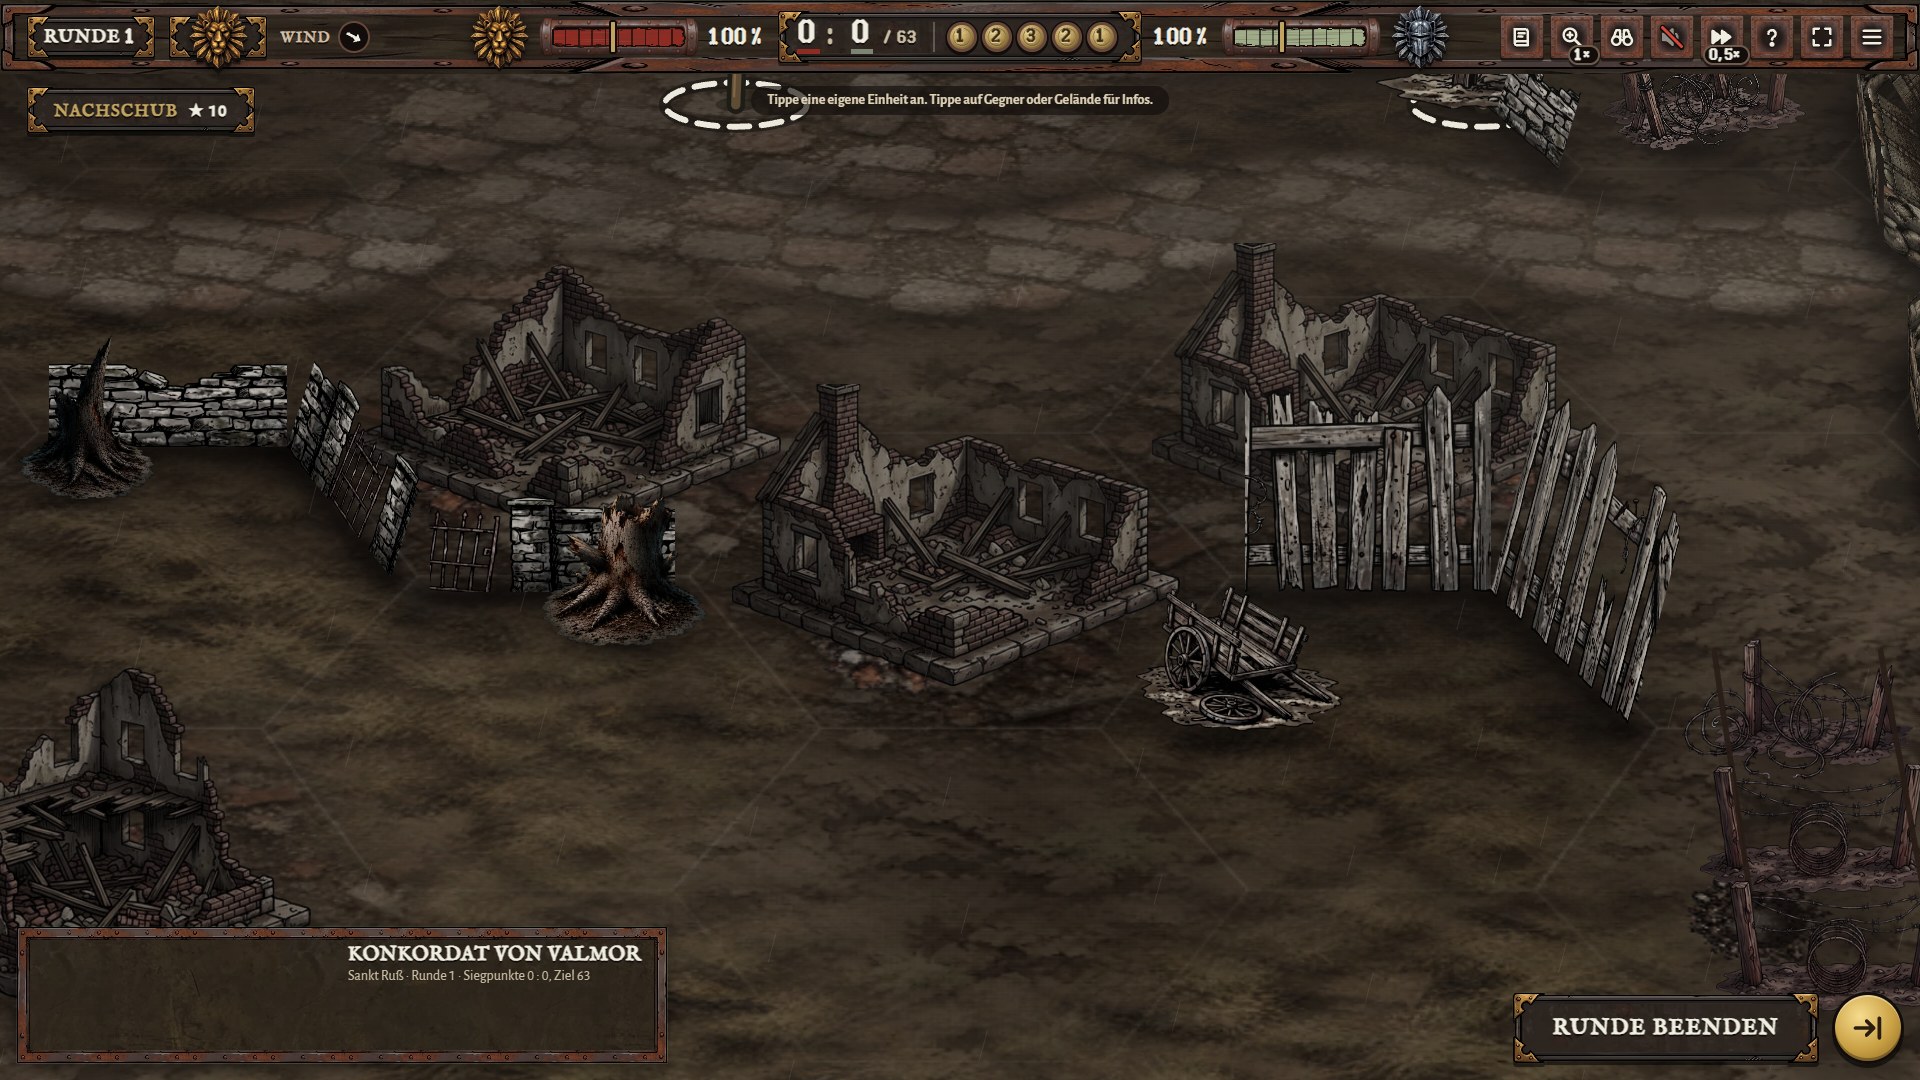 RUNDE 1
WIND
100%
0 : 0 / 63
1 2 3 2 1
100%
1×
0,5×
?
NACHSCHUB ★ 10
Tippe eine eigene Einheit an. Tippe auf Gegner oder Gelände für Infos.
KONKORDAT VON VALMOR
Sankt Ruß · Runde 1 · Siegpunkte 0 : 0, Ziel 63
RUNDE BEENDEN